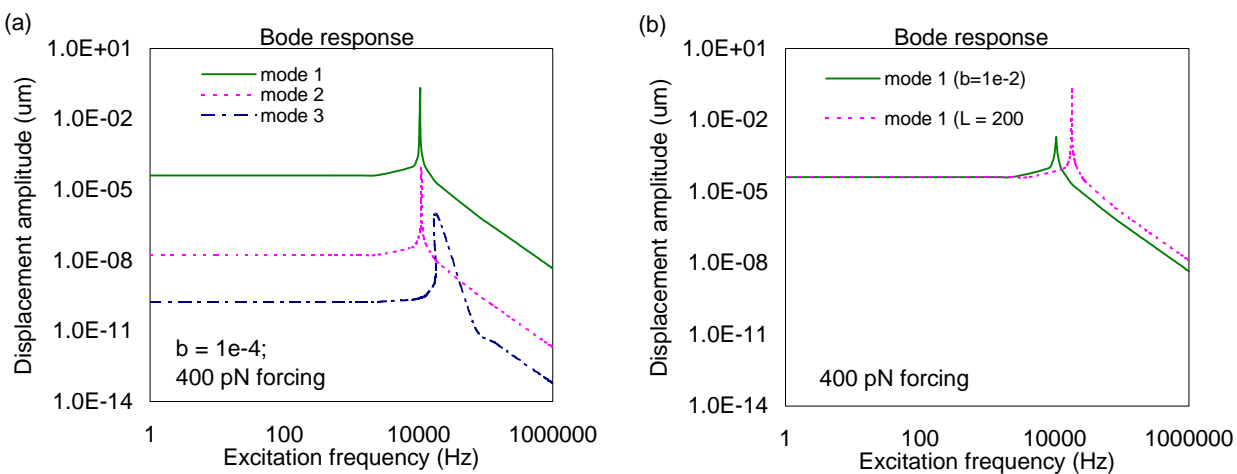 (a)
Bode response
1.0E+01
1.0E-02
1.0E-05
1.0E-08
1.0E-11
1.0E-14
Displacement amplitude (um)
mode 1
mode 2
mode 3
b = 1e-4;
400 pN forcing
1 100 10000 1000000
Excitation frequency (Hz)
(b)
Bode response
1.0E+01
1.0E-02
1.0E-05
1.0E-08
1.0E-11
1.0E-14
Displacement amplitude (um)
mode 1 (b=1e-2)
mode 1 (L = 200
400 pN forcing
1 100 10000 1000000
Excitation frequency (Hz)